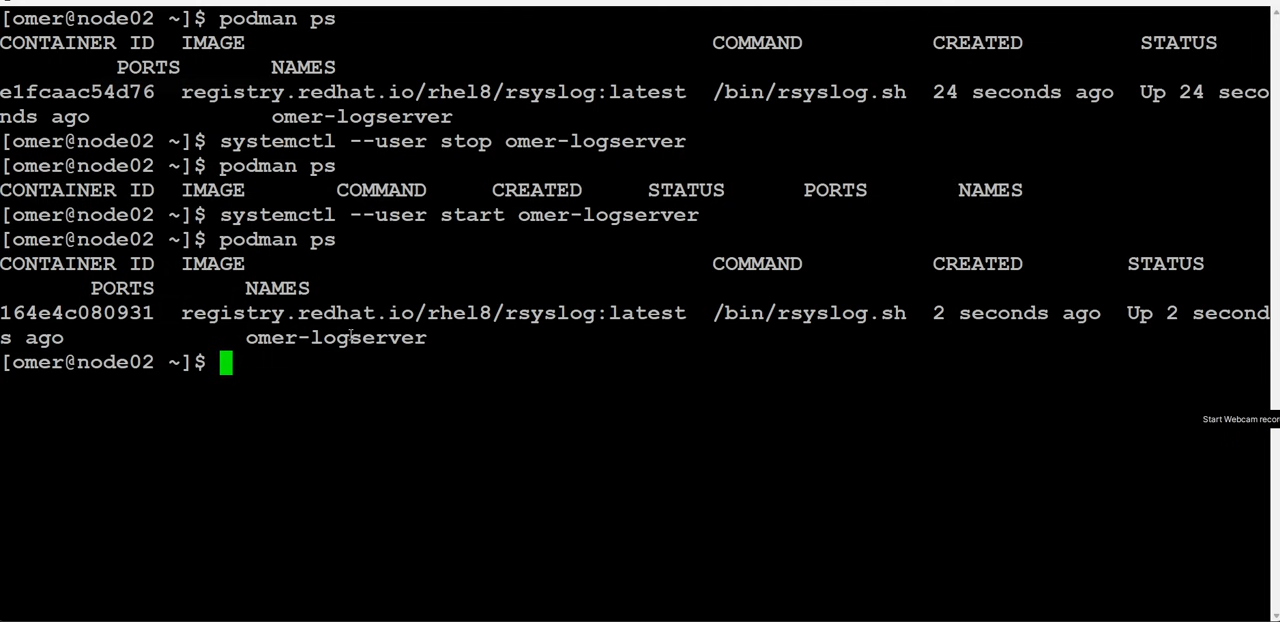 [omer@node02 ~]$ podman ps
CONTAINER ID  IMAGE                                    COMMAND          CREATED         STATUS
         PORTS       NAMES
e1fcaac54d76  registry.redhat.io/rhel8/rsyslog:latest  /bin/rsyslog.sh  24 seconds ago  Up 24 seco
nds ago              omer-logserver
[omer@node02 ~]$ systemctl --user stop omer-logserver
[omer@node02 ~]$ podman ps
CONTAINER ID  IMAGE       COMMAND     CREATED     STATUS      PORTS       NAMES
[omer@node02 ~]$ systemctl --user start omer-logserver
[omer@node02 ~]$ podman ps
CONTAINER ID  IMAGE                                    COMMAND          CREATED        STATUS
       PORTS       NAMES
164e4c080931  registry.redhat.io/rhel8/rsyslog:latest  /bin/rsyslog.sh  2 seconds ago  Up 2 second
s ago              omer-logserver
[omer@node02 ~]$
Start Webcam recor